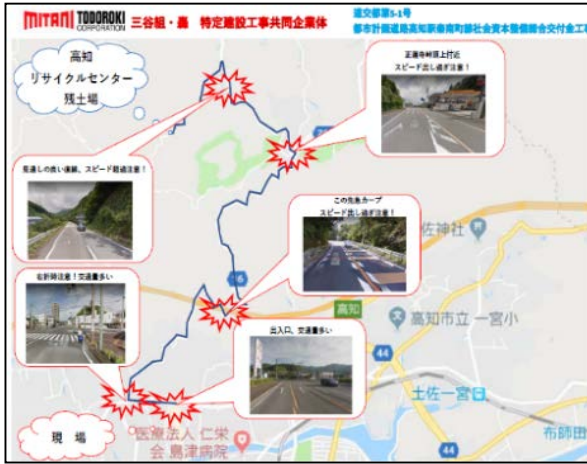 MITANI TODOROKI
CORPORATION
三谷組・轟 特定建設工事共同企業体
道交部第5-1号
都市計画道路高知駅秦南町線社会資本整備総合交付金工事
高知
リサイクルセンター
残土場
正蓮寺峠頂上付近
スピード出し過ぎ注意!
見通しの良い直線、スピード超過注意!
この先急カーブ
スピード出し過ぎ注意!
佐神社
右折時注意!交通量多い
16
高知
高知市立 一宮小
出入口、交通量多い
44
44
土佐一宮
現 場
医療法人 仁栄
会 島津病院
布師田